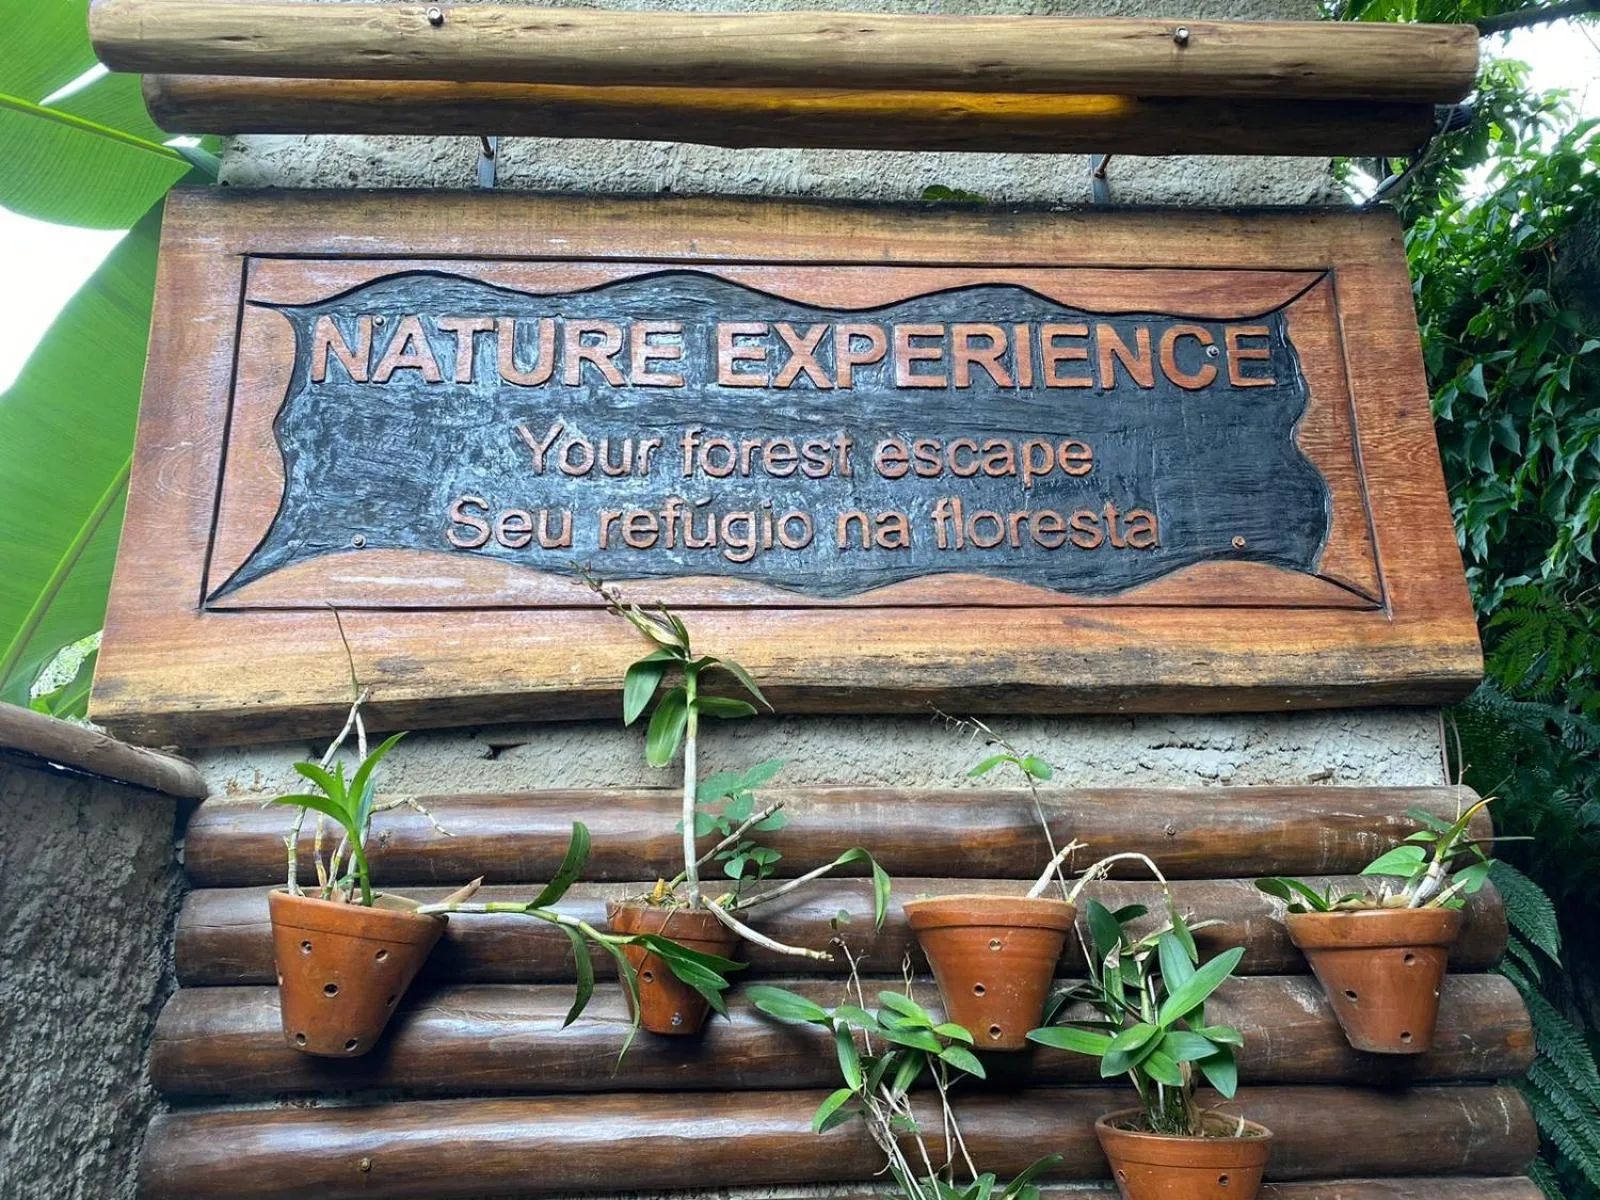 NATURE EXPERIENCE
Your forest escape
Seu refúgio na floresta